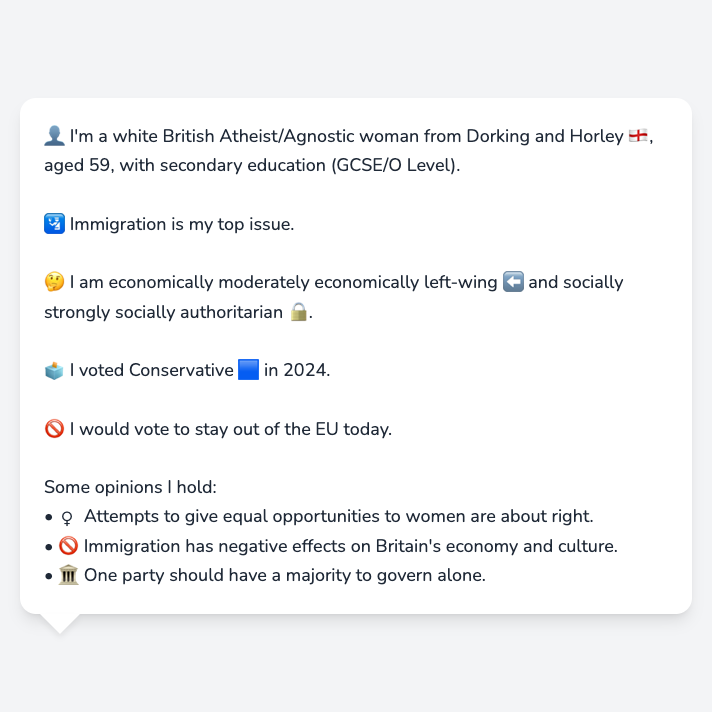 👤 I'm a white British Atheist/Agnostic woman from Dorking and Horley 🏴󠁧󠁢󠁥󠁮󠁧󠁿,
aged 59, with secondary education (GCSE/O Level).
🛂 Immigration is my top issue.
🤔 I am economically moderately economically left-wing ⬅️ and socially
strongly socially authoritarian 🔒.
🗳️ I voted Conservative 🟦 in 2024.
🚫 I would vote to stay out of the EU today.
Some opinions I hold:
• ♀ Attempts to give equal opportunities to women are about right.
• 🚫 Immigration has negative effects on Britain's economy and culture.
• 🏛️ One party should have a majority to govern alone.